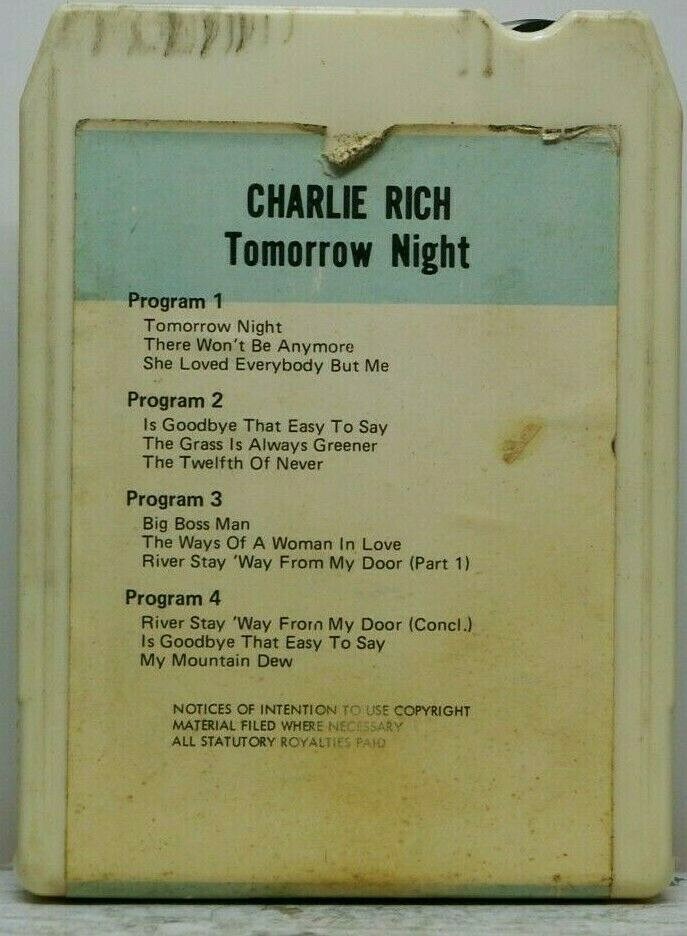 CHARLIE RICH
Tomorrow Night
Program 1
Tomorrow Night
There Won't Be Anymore
She Loved Everybody But Me
Program 2
Is Goodbye That Easy To Say
The Grass Is Always Greener
The Twelfth Of Never
Program 3
Big Boss Man
The Ways Of A Woman In Love
River Stay 'Way From My Door (Part 1)
Program 4
River Stay 'Way From My Door (Concl.)
Is Goodbye That Easy To Say
My Mountain Dew
NOTICES OF INTENTION TO USE COPYRIGHT
MATERIAL FILED WHERE NECESSARY
ALL STATUTORY ROYALTIES PAID